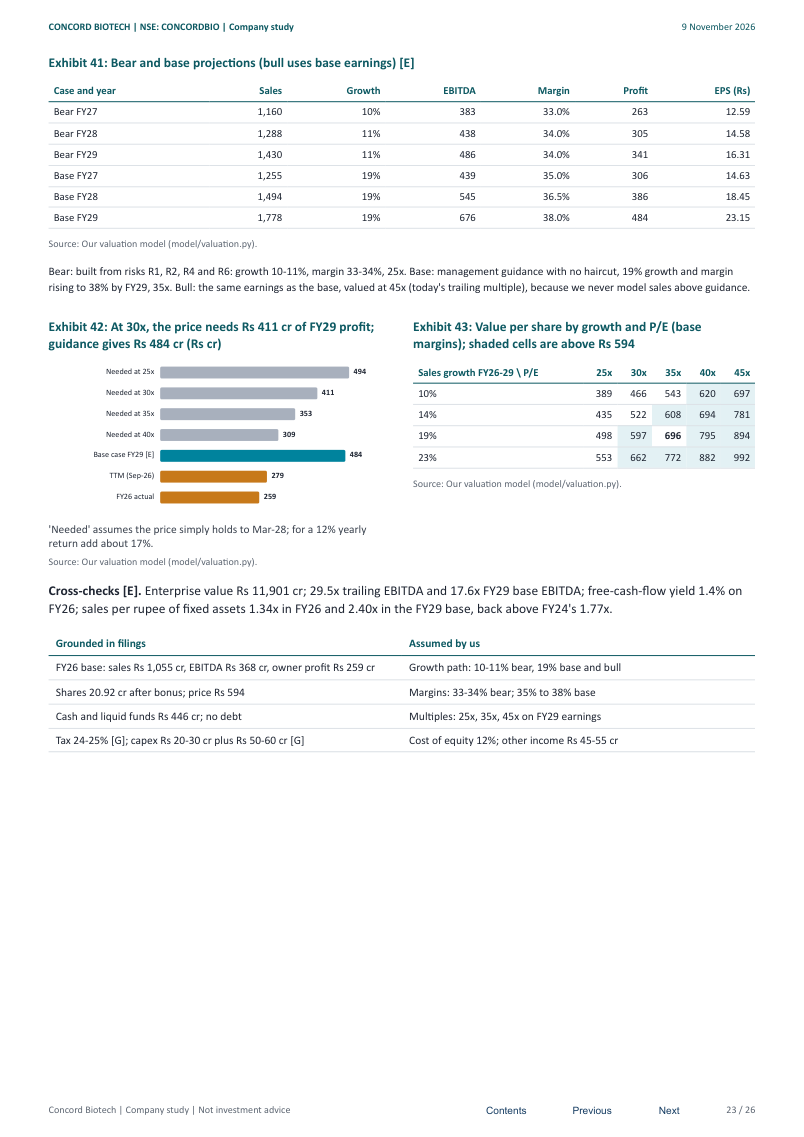 CONCORD BIOTECH | NSE: CONCORDBIO | Company study
9 November 2026
Exhibit 41: Bear and base projections (bull uses base earnings) [E]
Case and year Sales Growth EBITDA Margin Profit EPS (Rs)
Bear FY27 1,160 10% 383 33.0% 263 12.59
Bear FY28 1,288 11% 438 34.0% 305 14.58
Bear FY29 1,430 11% 486 34.0% 341 16.31
Base FY27 1,255 19% 439 35.0% 306 14.63
Base FY28 1,494 19% 545 36.5% 386 18.45
Base FY29 1,778 19% 676 38.0% 484 23.15
Source: Our valuation model (model/valuation.py).
Bear: built from risks R1, R2, R4 and R6: growth 10-11%, margin 33-34%, 25x. Base: management guidance with no haircut, 19% growth and margin
rising to 38% by FY29, 35x. Bull: the same earnings as the base, valued at 45x (today's trailing multiple), because we never model sales above guidance.
Exhibit 42: At 30x, the price needs Rs 411 cr of FY29 profit;
guidance gives Rs 484 cr (Rs cr)
Needed at 25x 494
Needed at 30x 411
Needed at 35x 353
Needed at 40x 309
Base case FY29 [E] 484
TTM (Sep-26) 279
FY26 actual 259
'Needed' assumes the price simply holds to Mar-28; for a 12% yearly
return add about 17%.
Source: Our valuation model (model/valuation.py).
Exhibit 43: Value per share by growth and P/E (base
margins); shaded cells are above Rs 594
Sales growth FY26-29 \ P/E 25x 30x 35x 40x 45x
10% 389 466 543 620 697
14% 435 522 608 694 781
19% 498 597 696 795 894
23% 553 662 772 882 992
Source: Our valuation model (model/valuation.py).
Cross-checks [E]. Enterprise value Rs 11,901 cr; 29.5x trailing EBITDA and 17.6x FY29 base EBITDA; free-cash-flow yield 1.4% on
FY26; sales per rupee of fixed assets 1.34x in FY26 and 2.40x in the FY29 base, back above FY24's 1.77x.
Grounded in filings Assumed by us
FY26 base: sales Rs 1,055 cr, EBITDA Rs 368 cr, owner profit Rs 259 cr Growth path: 10-11% bear, 19% base and bull
Shares 20.92 cr after bonus; price Rs 594 Margins: 33-34% bear; 35% to 38% base
Cash and liquid funds Rs 446 cr; no debt Multiples: 25x, 35x, 45x on FY29 earnings
Tax 24-25% [G]; capex Rs 20-30 cr plus Rs 50-60 cr [G] Cost of equity 12%; other income Rs 45-55 cr
Concord Biotech | Company study | Not investment advice
Contents Previous Next 23 / 26